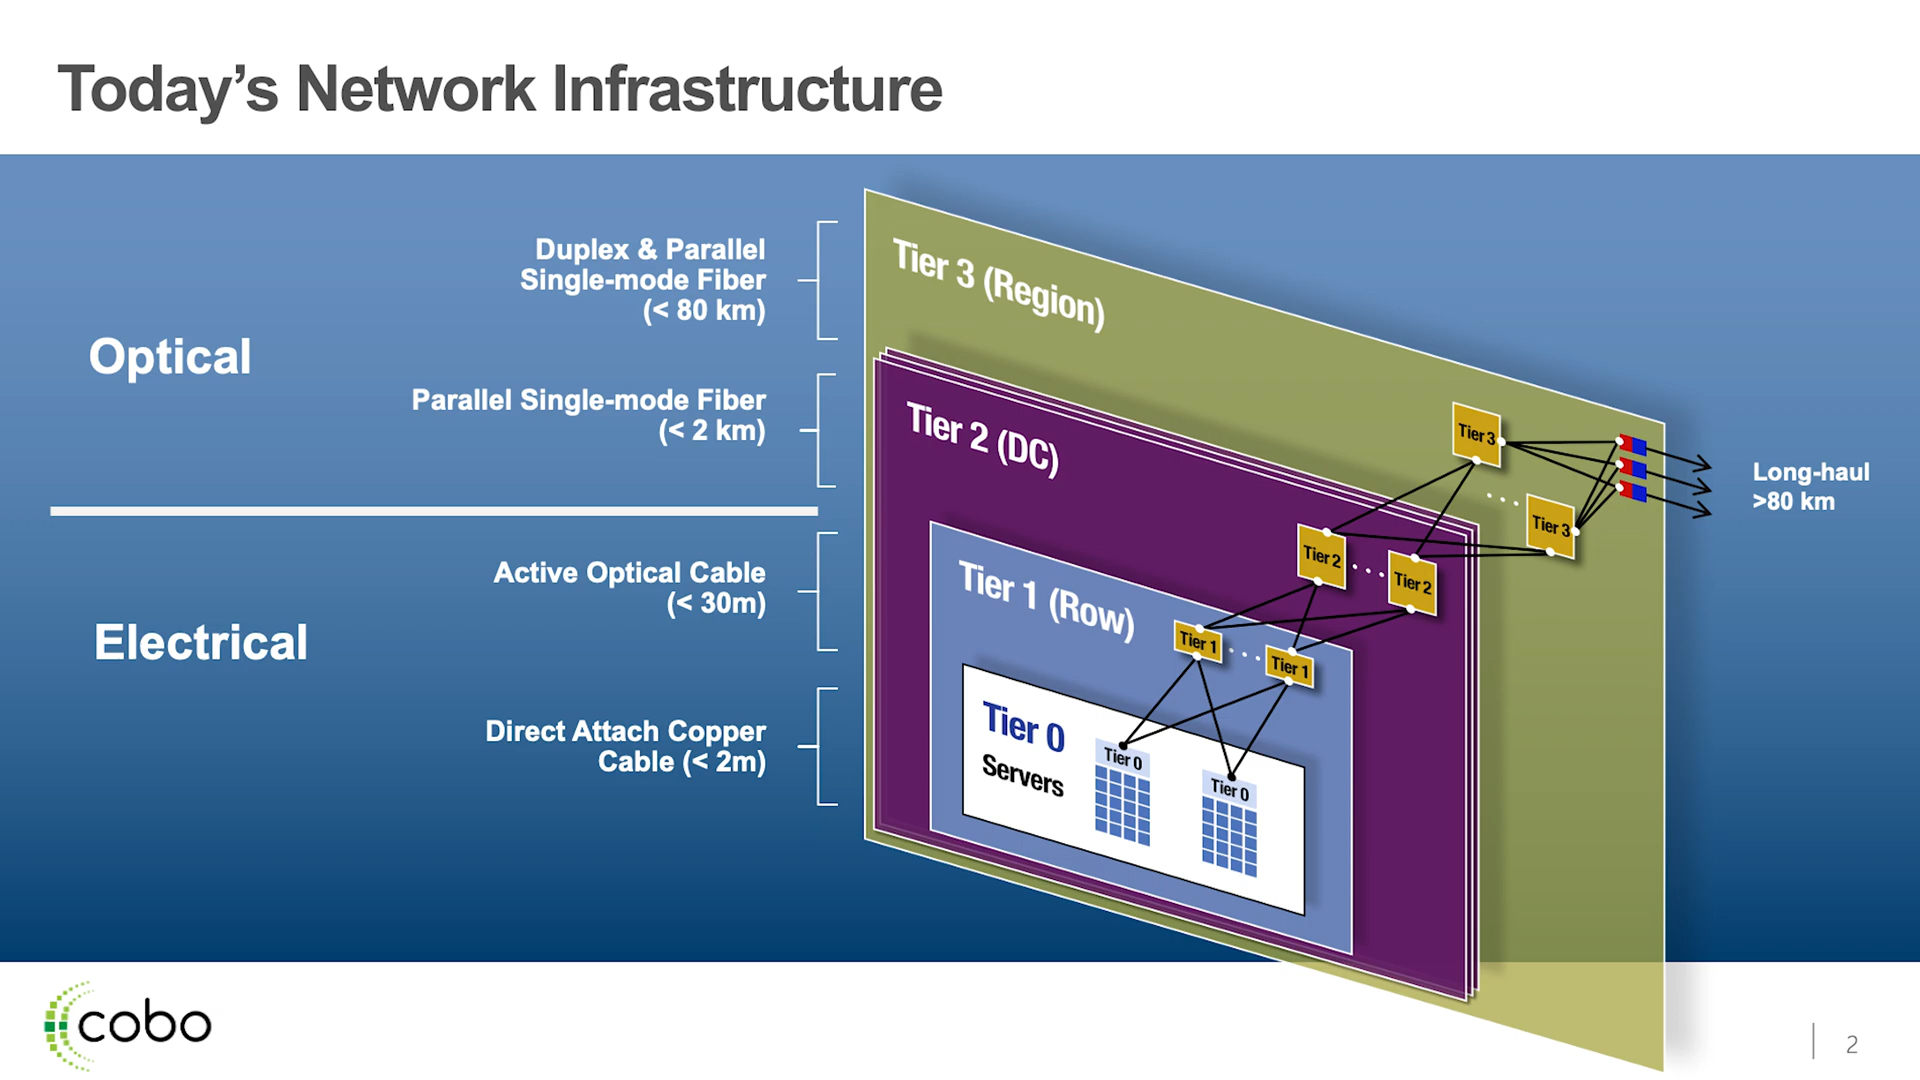 Today’s Network Infrastructure
Optical
Duplex & Parallel
Single-mode Fiber
(< 80 km)
Parallel Single-mode Fiber
(< 2 km)
Electrical
Active Optical Cable
(< 30m)
Direct Attach Copper
Cable (< 2m)
Tier 3 (Region)
Tier 2 (DC)
Tier 1 (Row)
Tier 0
Servers
Tier 3
Tier 3
Tier 2
Tier 2
Tier 1
Tier 1
Tier 0
Tier 0
Long-haul
>80 km
cobo
2